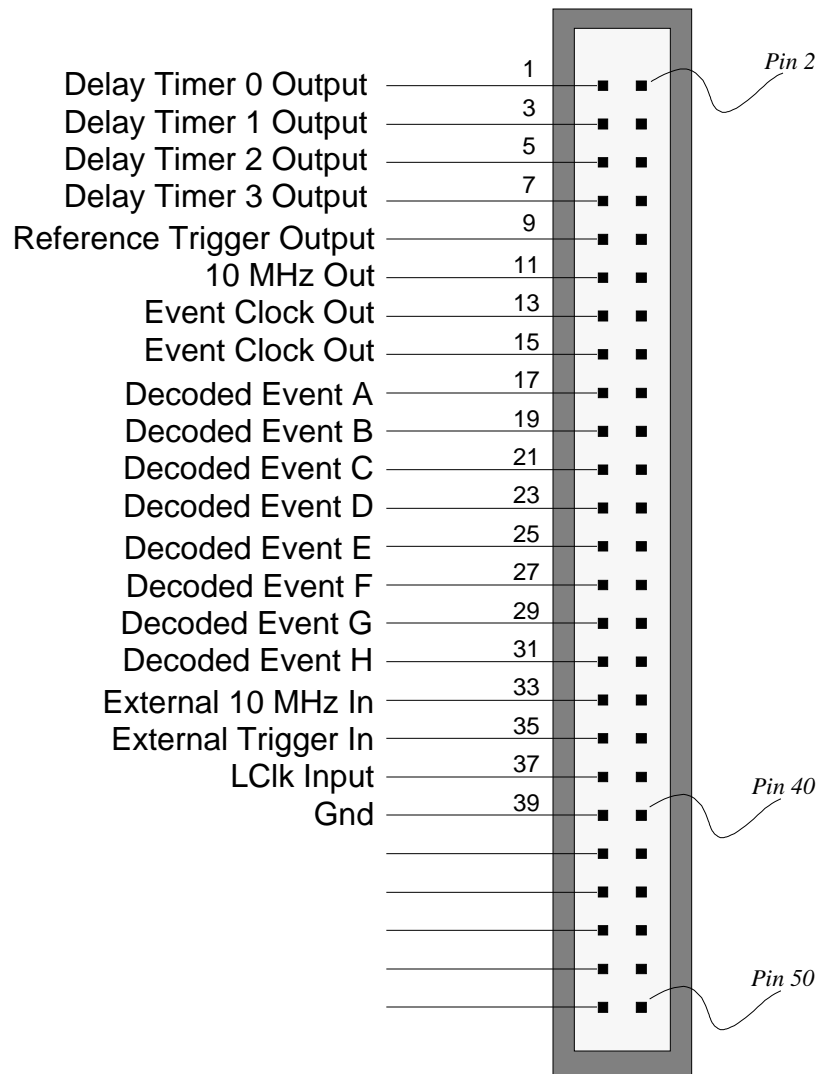 Delay Timer 0 Output 1 Pin 2
Delay Timer 1 Output 3
Delay Timer 2 Output 5
Delay Timer 3 Output 7
Reference Trigger Output 9
10 MHz Out 11
Event Clock Out 13
Event Clock Out 15
Decoded Event A 17
Decoded Event B 19
Decoded Event C 21
Decoded Event D 23
Decoded Event E 25
Decoded Event F 27
Decoded Event G 29
Decoded Event H 31
External 10 MHz In 33
External Trigger In 35
LClk Input 37
Gnd 39 Pin 40
Pin 50